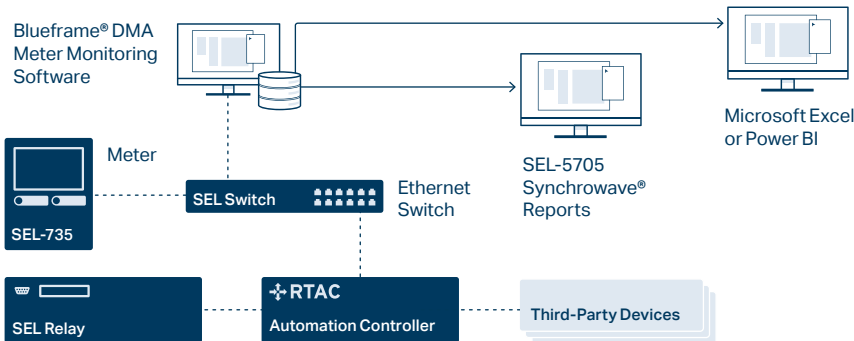 Blueframe® DMA
Meter Monitoring
Software
Microsoft Excel
or Power BI
SEL-5705
Synchrowave®
Reports
Meter
SEL-735
SEL Switch
Ethernet
Switch
SEL Relay
RTAC
Automation Controller
Third-Party Devices